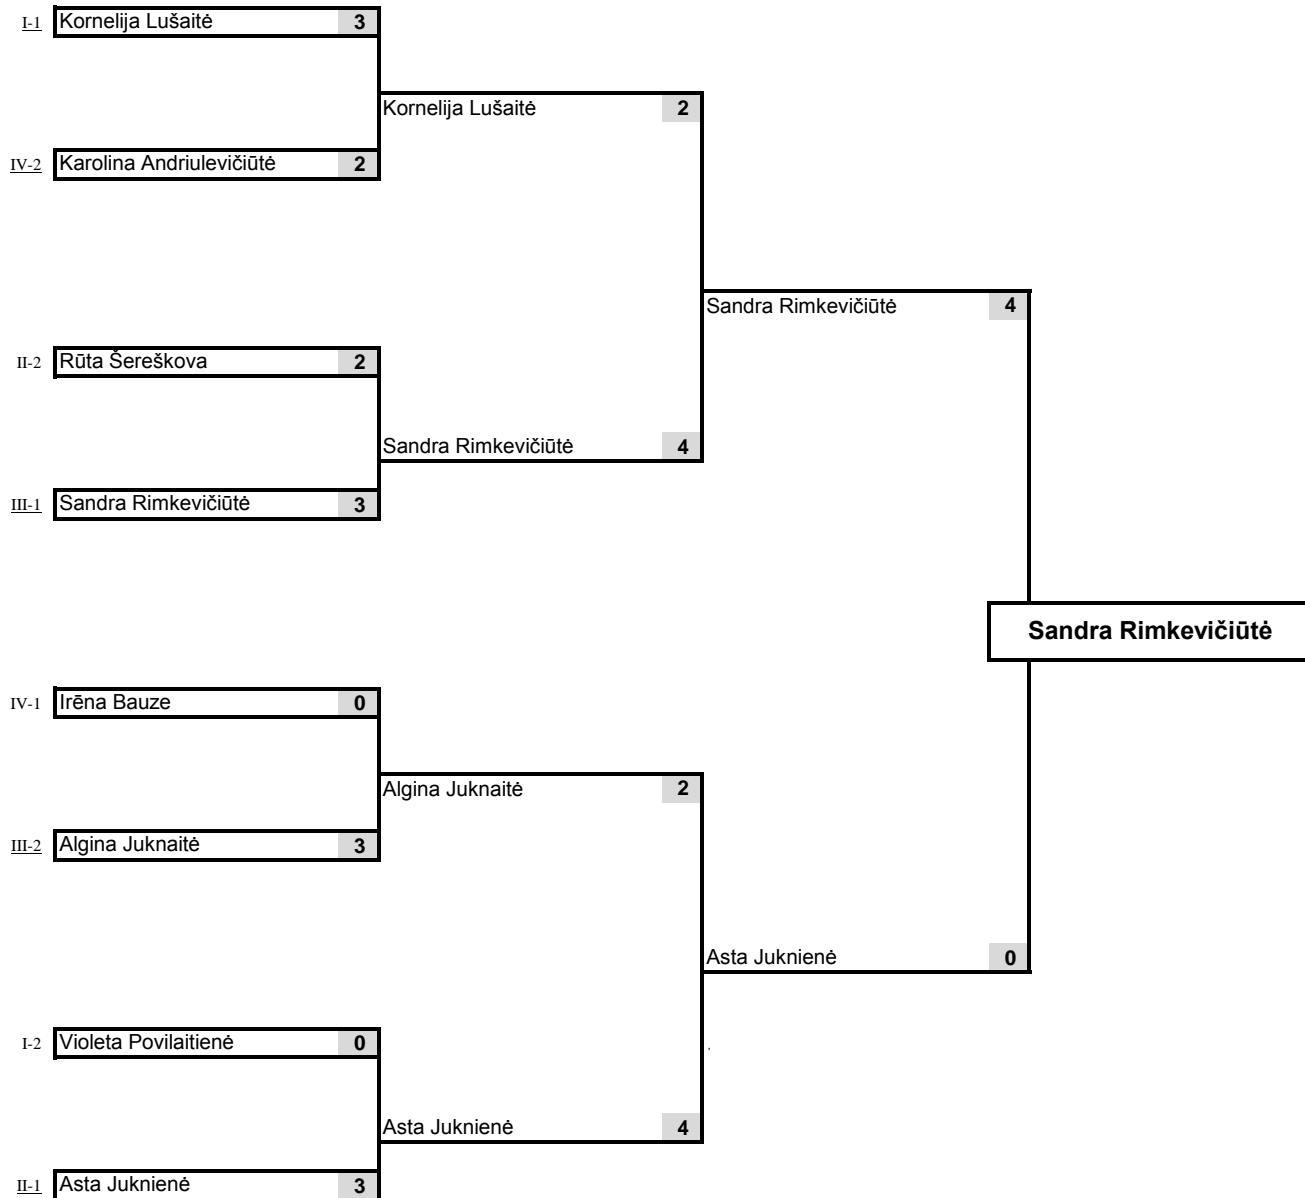 I-1 Kornelija Lušaitė 3
Kornelija Lušaitė 2
IV-2 Karolina Andriulevičiūtė 2
Sandra Rimkevičiūtė 4
II-2 Rūta Šereškova 2
Sandra Rimkevičiūtė 4
III-1 Sandra Rimkevičiūtė 3
Sandra Rimkevičiūtė
IV-1 Irēna Bauze 0
Algina Juknaitė 2
III-2 Algina Juknaitė 3
Asta Juknienė 0
I-2 Violeta Povilaitienė 0
Asta Juknienė 4
II-1 Asta Juknienė 3